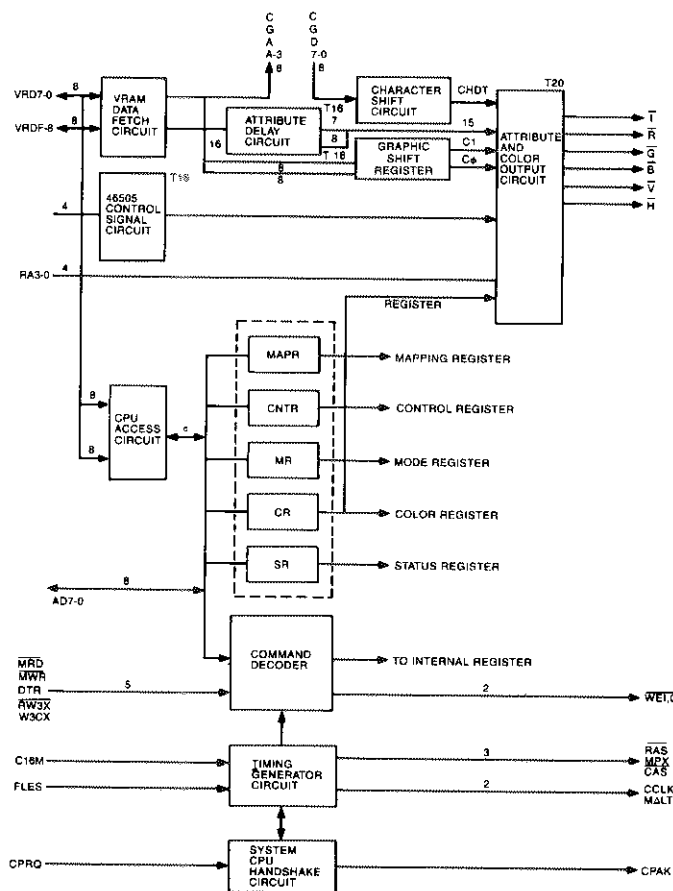 C
G
A
A-3
8
C
G
D
7-0
8
VRD7-0
8
VRDF-8
8
VRAM
DATA
FETCH
CIRCUIT
16
ATTRIBUTE
DELAY
CIRCUIT
T16
7
8
T 18
8
8
CHARACTER
SHIFT
CIRCUIT
CHDT
15
GRAPHIC
SHIFT
REGISTER
C1
Cϕ
T20
ATTRIBUTE
AND
COLOR
OUTPUT
CIRCUIT
I
R
G
B
V
H
46505
CONTROL
SIGNAL
CIRCUIT
4
RA3-0
4
REGISTER
MAPR
MAPPING REGISTER
CNTR
CONTROL REGISTER
MR
MODE REGISTER
CR
COLOR REGISTER
SR
STATUS REGISTER
8
8
CPU
ACCESS
CIRCUIT
8
AD7-0
COMMAND
DECODER
TO INTERNAL REGISTER
2
MRD
MWR
DTR
RW3X
W3CX
5
C16M
FLES
TIMING
GENERATOR
CIRCUIT
3
RAS
MPX
CAS
2
CCLK
MALT
CPRQ
SYSTEM
CPU
HANDSHAKE
CIRCUIT
CPAK